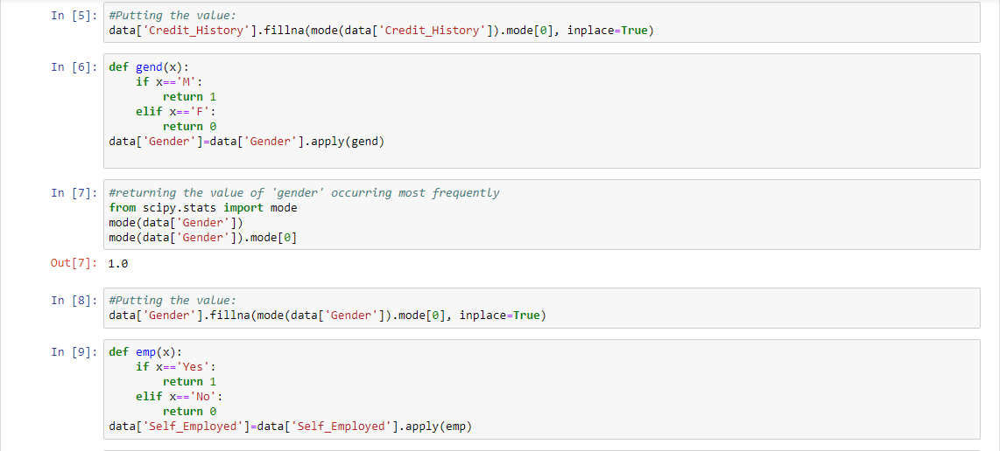 In [5]: #Putting the value:
data['Credit_History'].fillna(mode(data['Credit_History']).mode[0], inplace=True)
In [6]: def gend(x):
    if x=='M':
        return 1
    elif x=='F':
        return 0
data['Gender']=data['Gender'].apply(gend)
In [7]: #returning the value of 'gender' occurring most frequently
from scipy.stats import mode
mode(data['Gender'])
mode(data['Gender']).mode[0]
Out[7]: 1.0
In [8]: #Putting the value:
data['Gender'].fillna(mode(data['Gender']).mode[0], inplace=True)
In [9]: def emp(x):
    if x=='Yes':
        return 1
    elif x=='No':
        return 0
data['Self_Employed']=data['Self_Employed'].apply(emp)